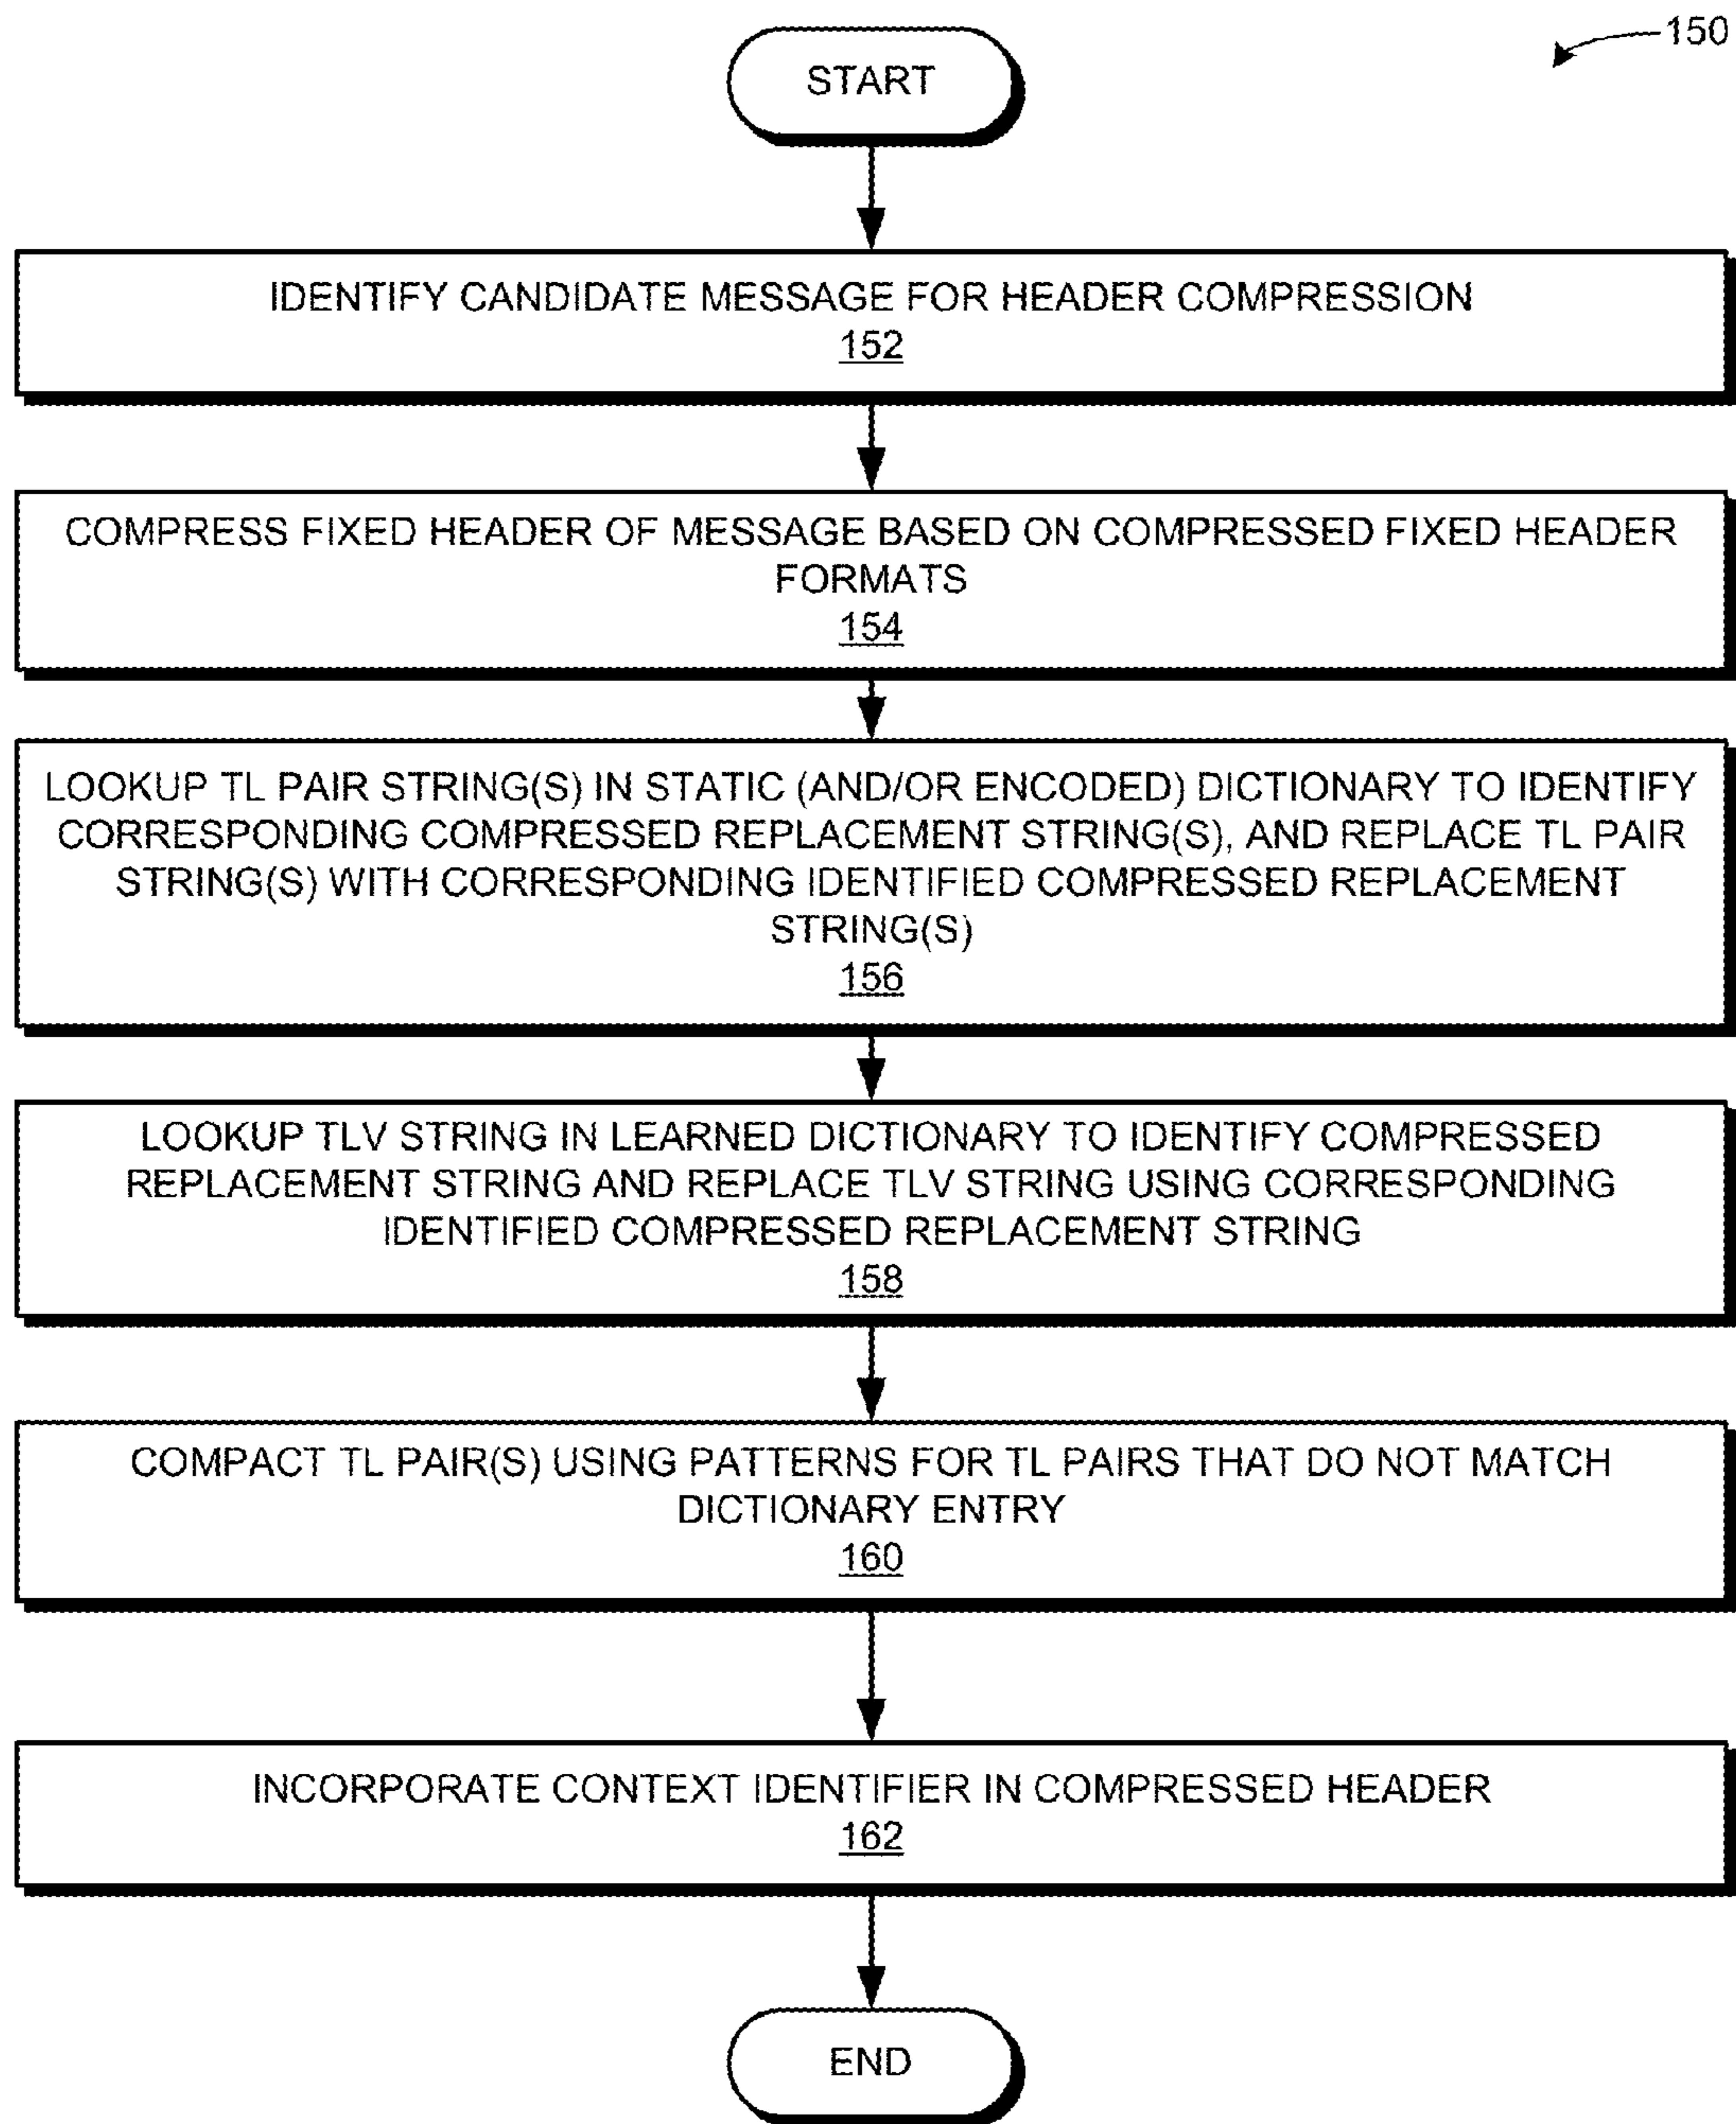 150
START
IDENTIFY CANDIDATE MESSAGE FOR HEADER COMPRESSION
152
COMPRESS FIXED HEADER OF MESSAGE BASED ON COMPRESSED FIXED HEADER
FORMATS
154
LOOKUP TL PAIR STRING(S) IN STATIC (AND/OR ENCODED) DICTIONARY TO IDENTIFY
CORRESPONDING COMPRESSED REPLACEMENT STRING(S), AND REPLACE TL PAIR
STRING(S) WITH CORRESPONDING IDENTIFIED COMPRESSED REPLACEMENT
STRING(S)
156
LOOKUP TLV STRING IN LEARNED DICTIONARY TO IDENTIFY COMPRESSED
REPLACEMENT STRING AND REPLACE TLV STRING USING CORRESPONDING
IDENTIFIED COMPRESSED REPLACEMENT STRING
158
COMPACT TL PAIR(S) USING PATTERNS FOR TL PAIRS THAT DO NOT MATCH
DICTIONARY ENTRY
160
INCORPORATE CONTEXT IDENTIFIER IN COMPRESSED HEADER
162
END